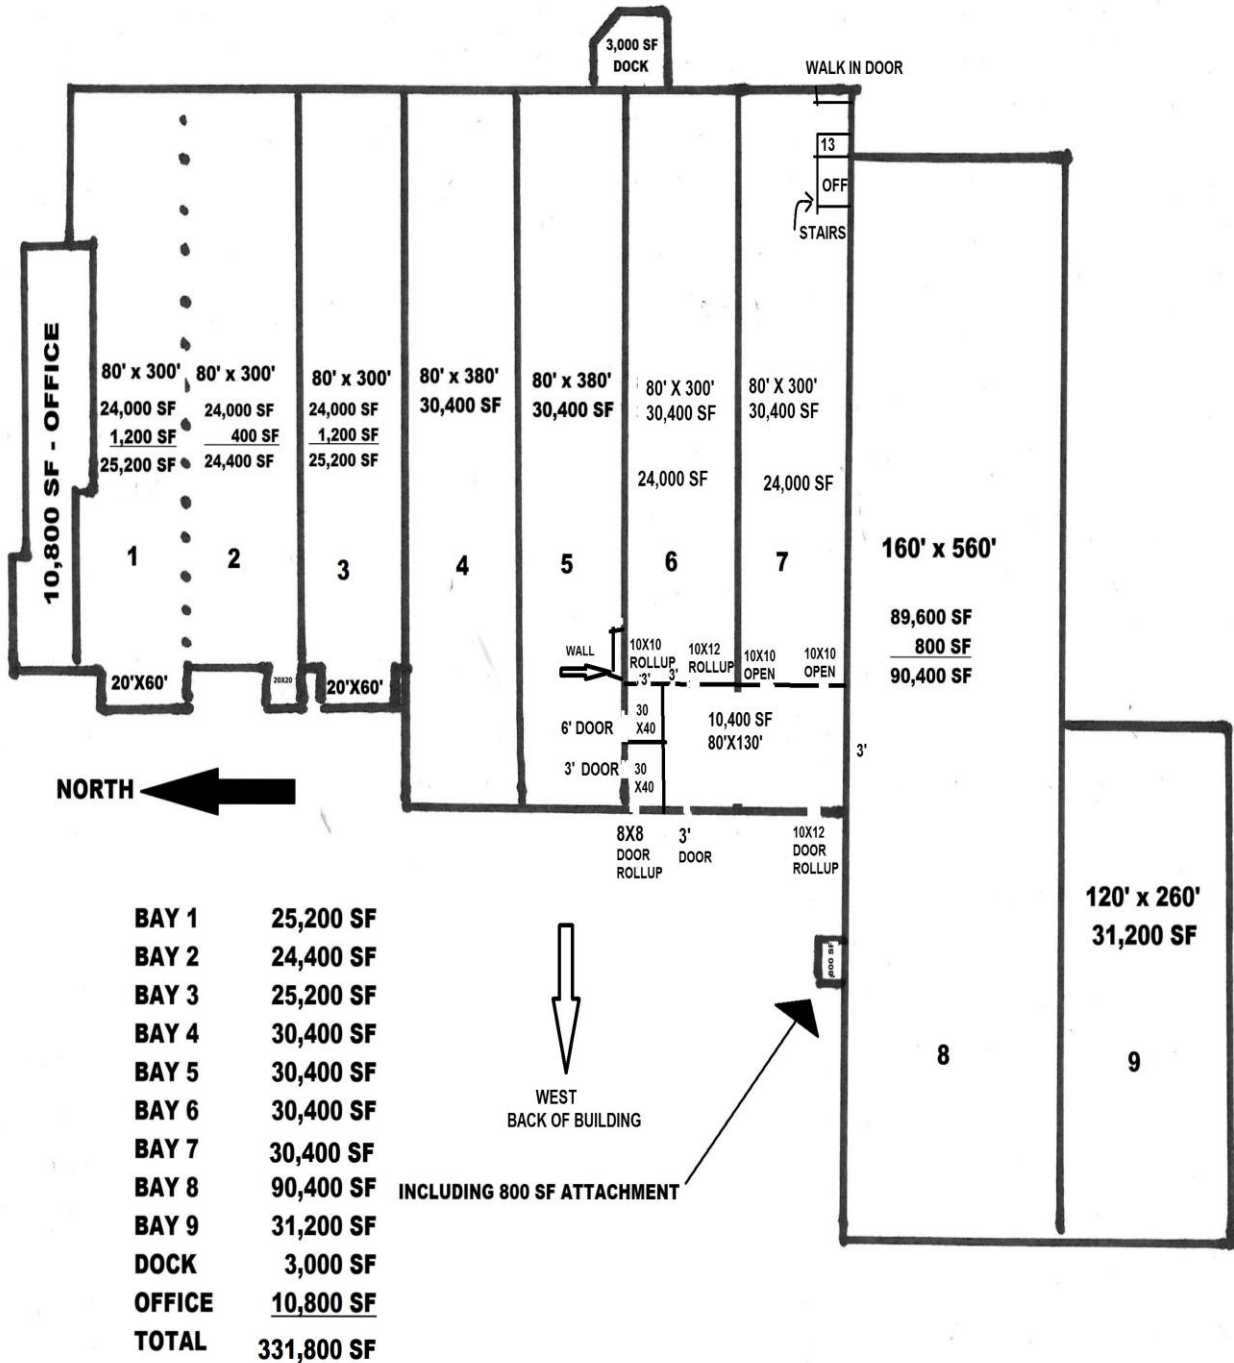 3,000 SF
DOCK
WALK IN DOOR
13
OFF
STAIRS
10,800 SF - OFFICE
80' x 300'
24,000 SF
1,200 SF
25,200 SF
1
80' x 300'
24,000 SF
400 SF
24,400 SF
2
80' x 300'
24,000 SF
1,200 SF
25,200 SF
3
80' x 380'
30,400 SF
4
80' x 380'
30,400 SF
5
80' X 300'
30,400 SF
24,000 SF
6
80' X 300'
30,400 SF
24,000 SF
7
160' x 560'
89,600 SF
800 SF
90,400 SF
20'X60'
20X20
20'X60'
WALL
10X10
ROLLUP
3'
3'
10X12
ROLLUP
10X10
OPEN
10X10
OPEN
6' DOOR
30
X40
10,400 SF
80'X130'
3' DOOR
30
X40
3'
NORTH
8X8
DOOR
ROLLUP
3'
DOOR
10X12
DOOR
ROLLUP
120' x 260'
31,200 SF
800 SF
8
9
WEST
BACK OF BUILDING
INCLUDING 800 SF ATTACHMENT
BAY 1 25,200 SF
BAY 2 24,400 SF
BAY 3 25,200 SF
BAY 4 30,400 SF
BAY 5 30,400 SF
BAY 6 30,400 SF
BAY 7 30,400 SF
BAY 8 90,400 SF
BAY 9 31,200 SF
DOCK 3,000 SF
OFFICE 10,800 SF
TOTAL 331,800 SF